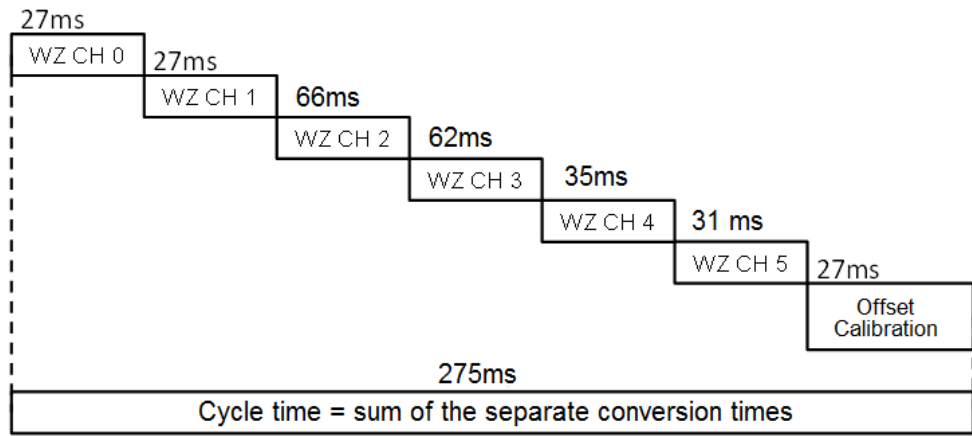 27ms
WZ CH 0
27ms
WZ CH 1
66ms
WZ CH 2
62ms
WZ CH 3
35ms
WZ CH 4
31 ms
WZ CH 5
27ms
Offset
Calibration
275ms
Cycle time = sum of the separate conversion times